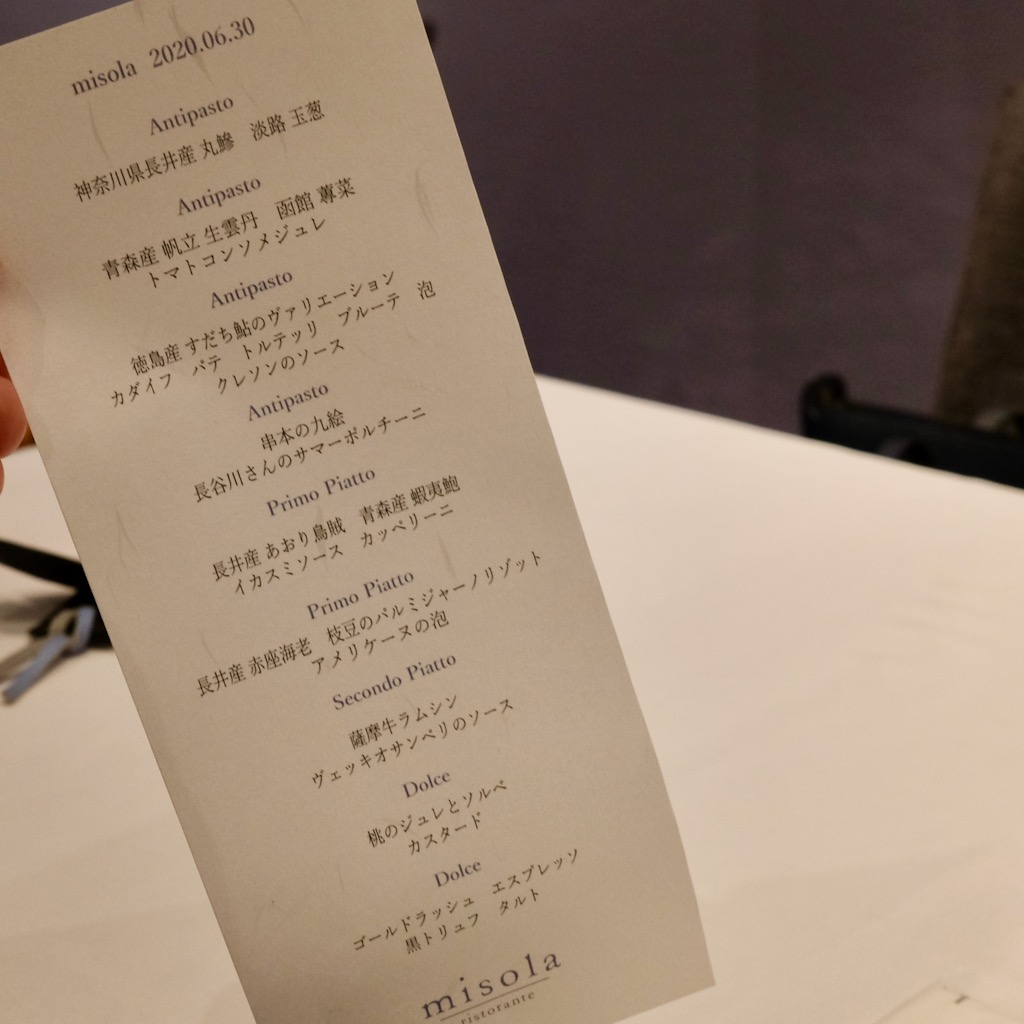 misola 2020.06.30
Antipasto
神奈川県長井産 丸鯵 淡路 玉葱
Antipasto
青森産 帆立 生雲丹 函館 蓴菜
トマトコンソメジュレ
Antipasto
徳島産 すだち鮎のヴァリエーション
カダイフ パテ トルテッリ ブルーテ 泡
クレソンのソース
Antipasto
串本の九絵
長谷川さんのサマーポルチーニ
Primo Piatto
長井産 あおり烏賊 青森産 蝦夷鮑
イカスミソース カッペリーニ
Primo Piatto
長井産 赤座海老 枝豆のパルミジャーノリゾット
アメリケーヌの泡
Secondo Piatto
薩摩牛ラムシン
ヴェッキオサンペリのソース
Dolce
桃のジュレとソルベ
カスタード
Dolce
ゴールドラッシュ エスプレッソ
黒トリュフ タルト
misola
ristorante